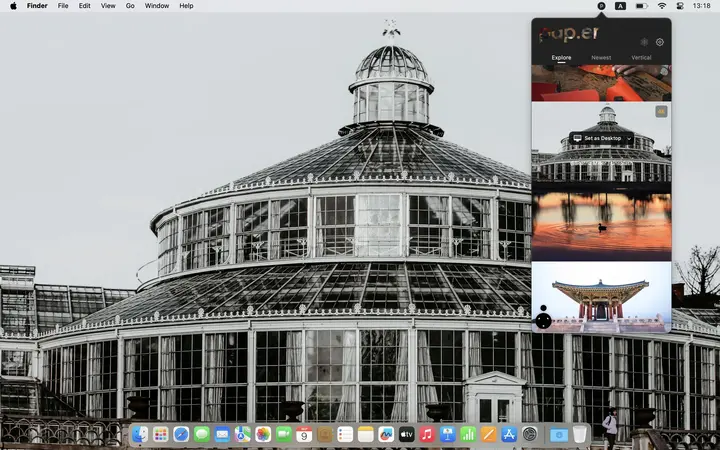 Finder File Edit View Go Window Help
A
13:18
pap.er
Explore Newest Vertical
4K
Set as Desktop
9
tv